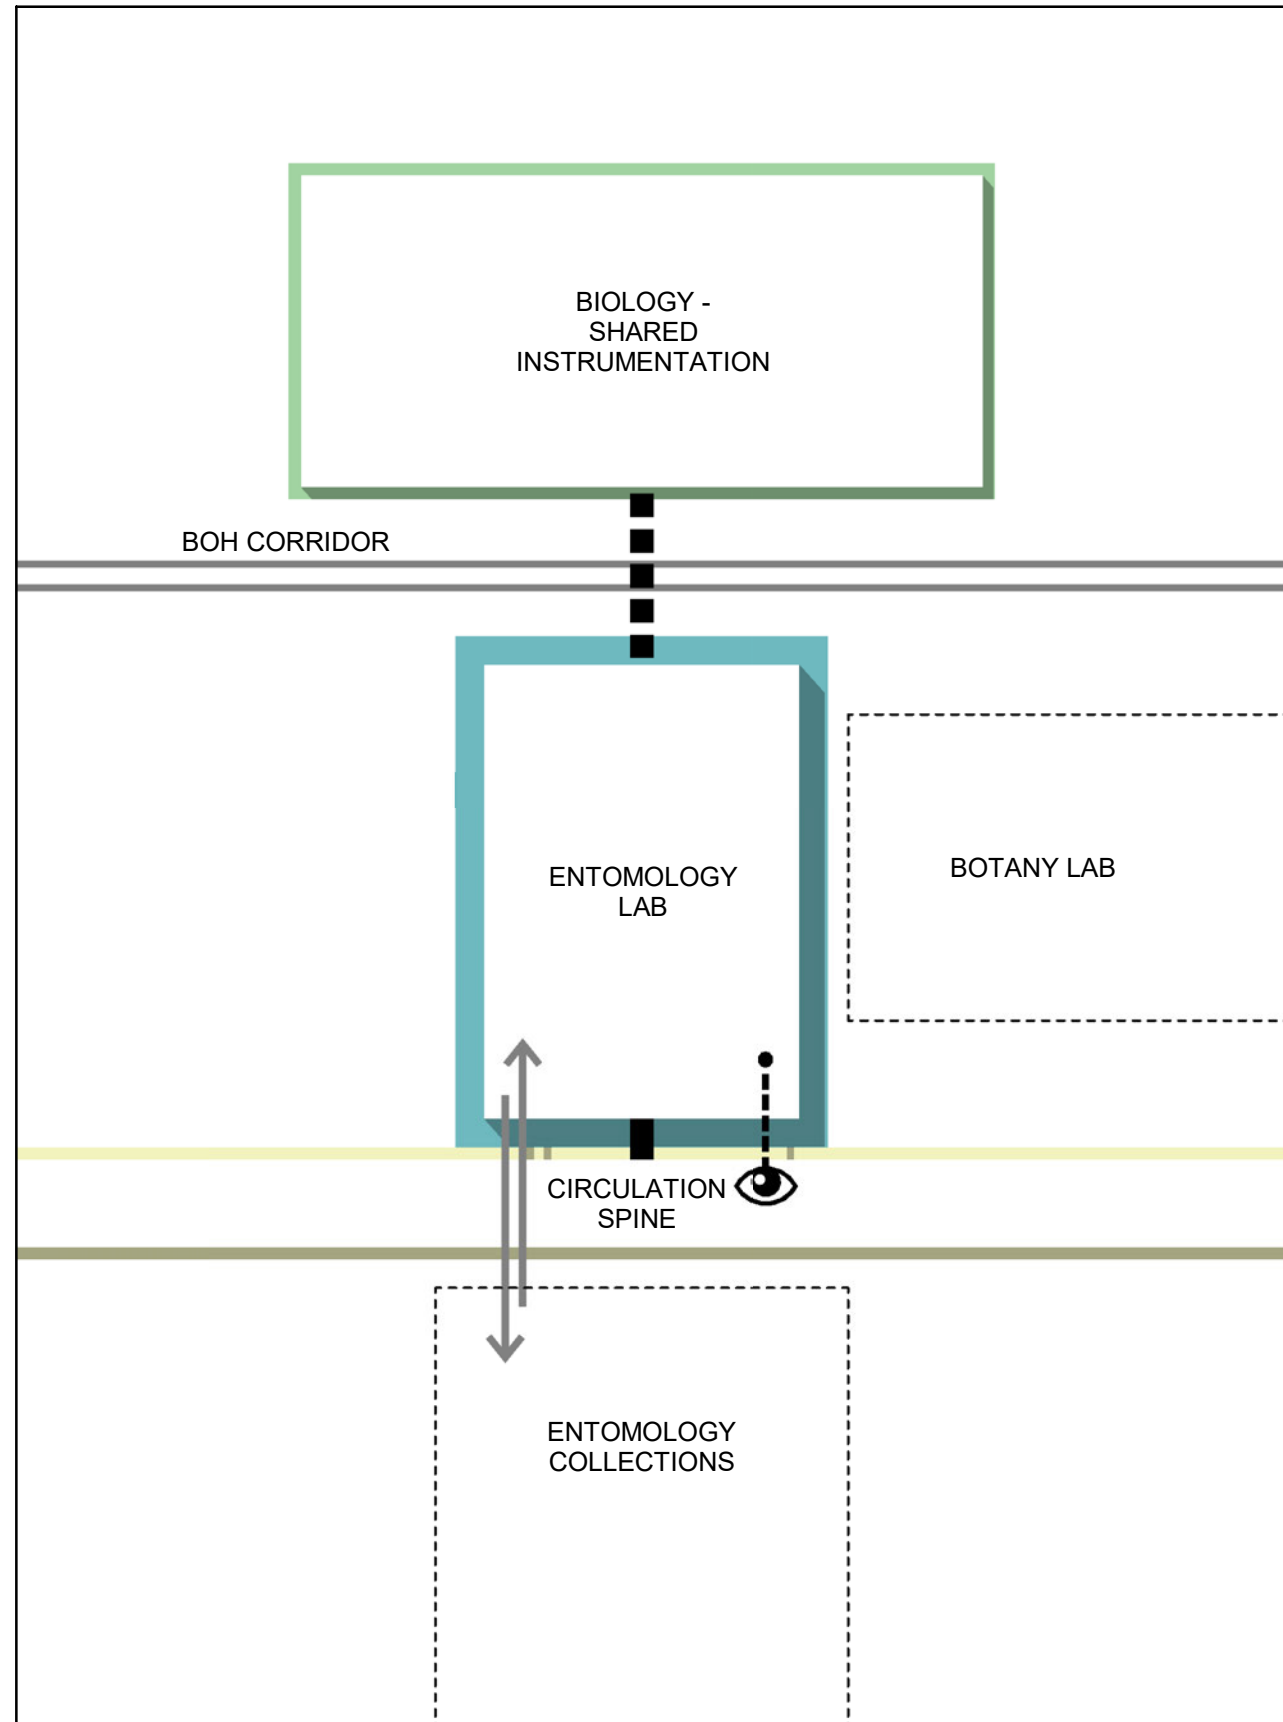 BIOLOGY -
SHARED
INSTRUMENTATION
BOH CORRIDOR
ENTOMOLOGY
LAB
BOTANY LAB
CIRCULATION
SPINE
ENTOMOLOGY
COLLECTIONS